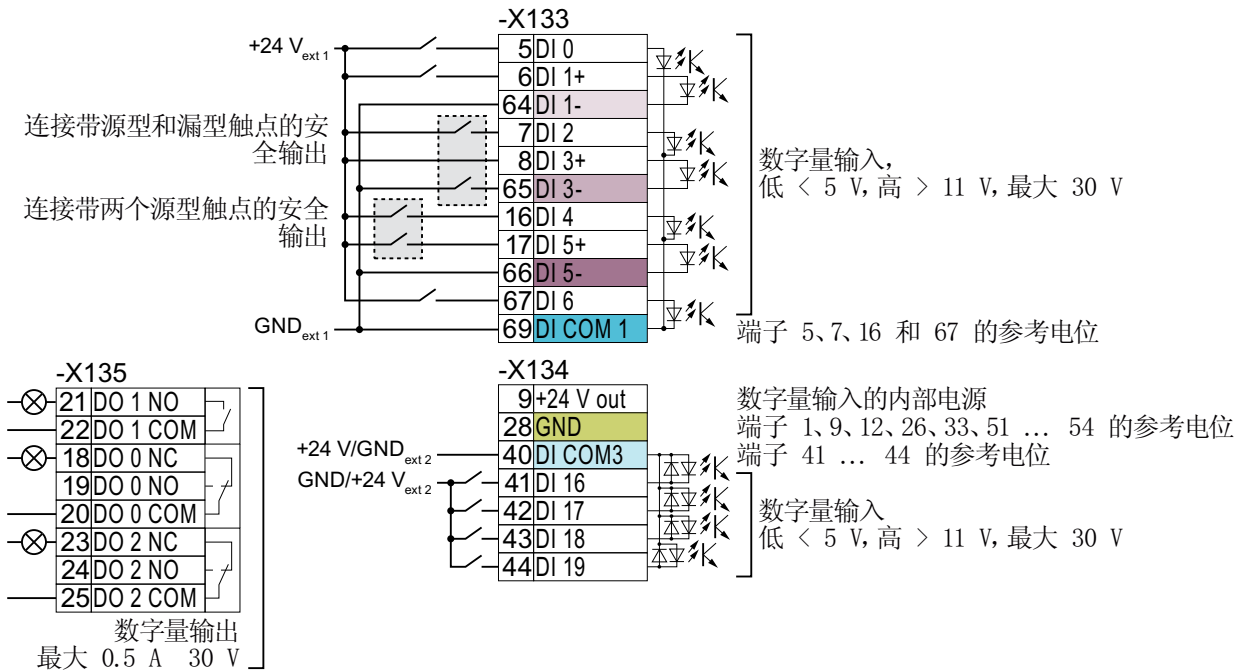 -X133
+24 V ext 1
5 DI 0
6 DI 1+
64 DI 1-
7 DI 2
8 DI 3+
65 DI 3-
16 DI 4
17 DI 5+
66 DI 5-
67 DI 6
69 DI COM 1
GND ext 1
连接带源型和漏型触点的安
全输出
连接带两个源型触点的安全
输出
数字量输入，
低 < 5 V，高 > 11 V，最大 30 V
端子 5、7、16 和 67 的参考电位
-X135
21 DO 1 NO
22 DO 1 COM
18 DO 0 NC
19 DO 0 NO
20 DO 0 COM
23 DO 2 NC
24 DO 2 NO
25 DO 2 COM
数字量输出
最大 0.5 A 30 V
-X134
9 +24 V out
28 GND
40 DI COM3
41 DI 16
42 DI 17
43 DI 18
44 DI 19
+24 V/GND ext 2
GND/+24 V ext 2
数字量输入的内部电源
端子 1、9、12、26、33、51 ... 54 的参考电位
端子 41 ... 44 的参考电位
数字量输入
低 < 5 V，高 > 11 V，最大 30 V